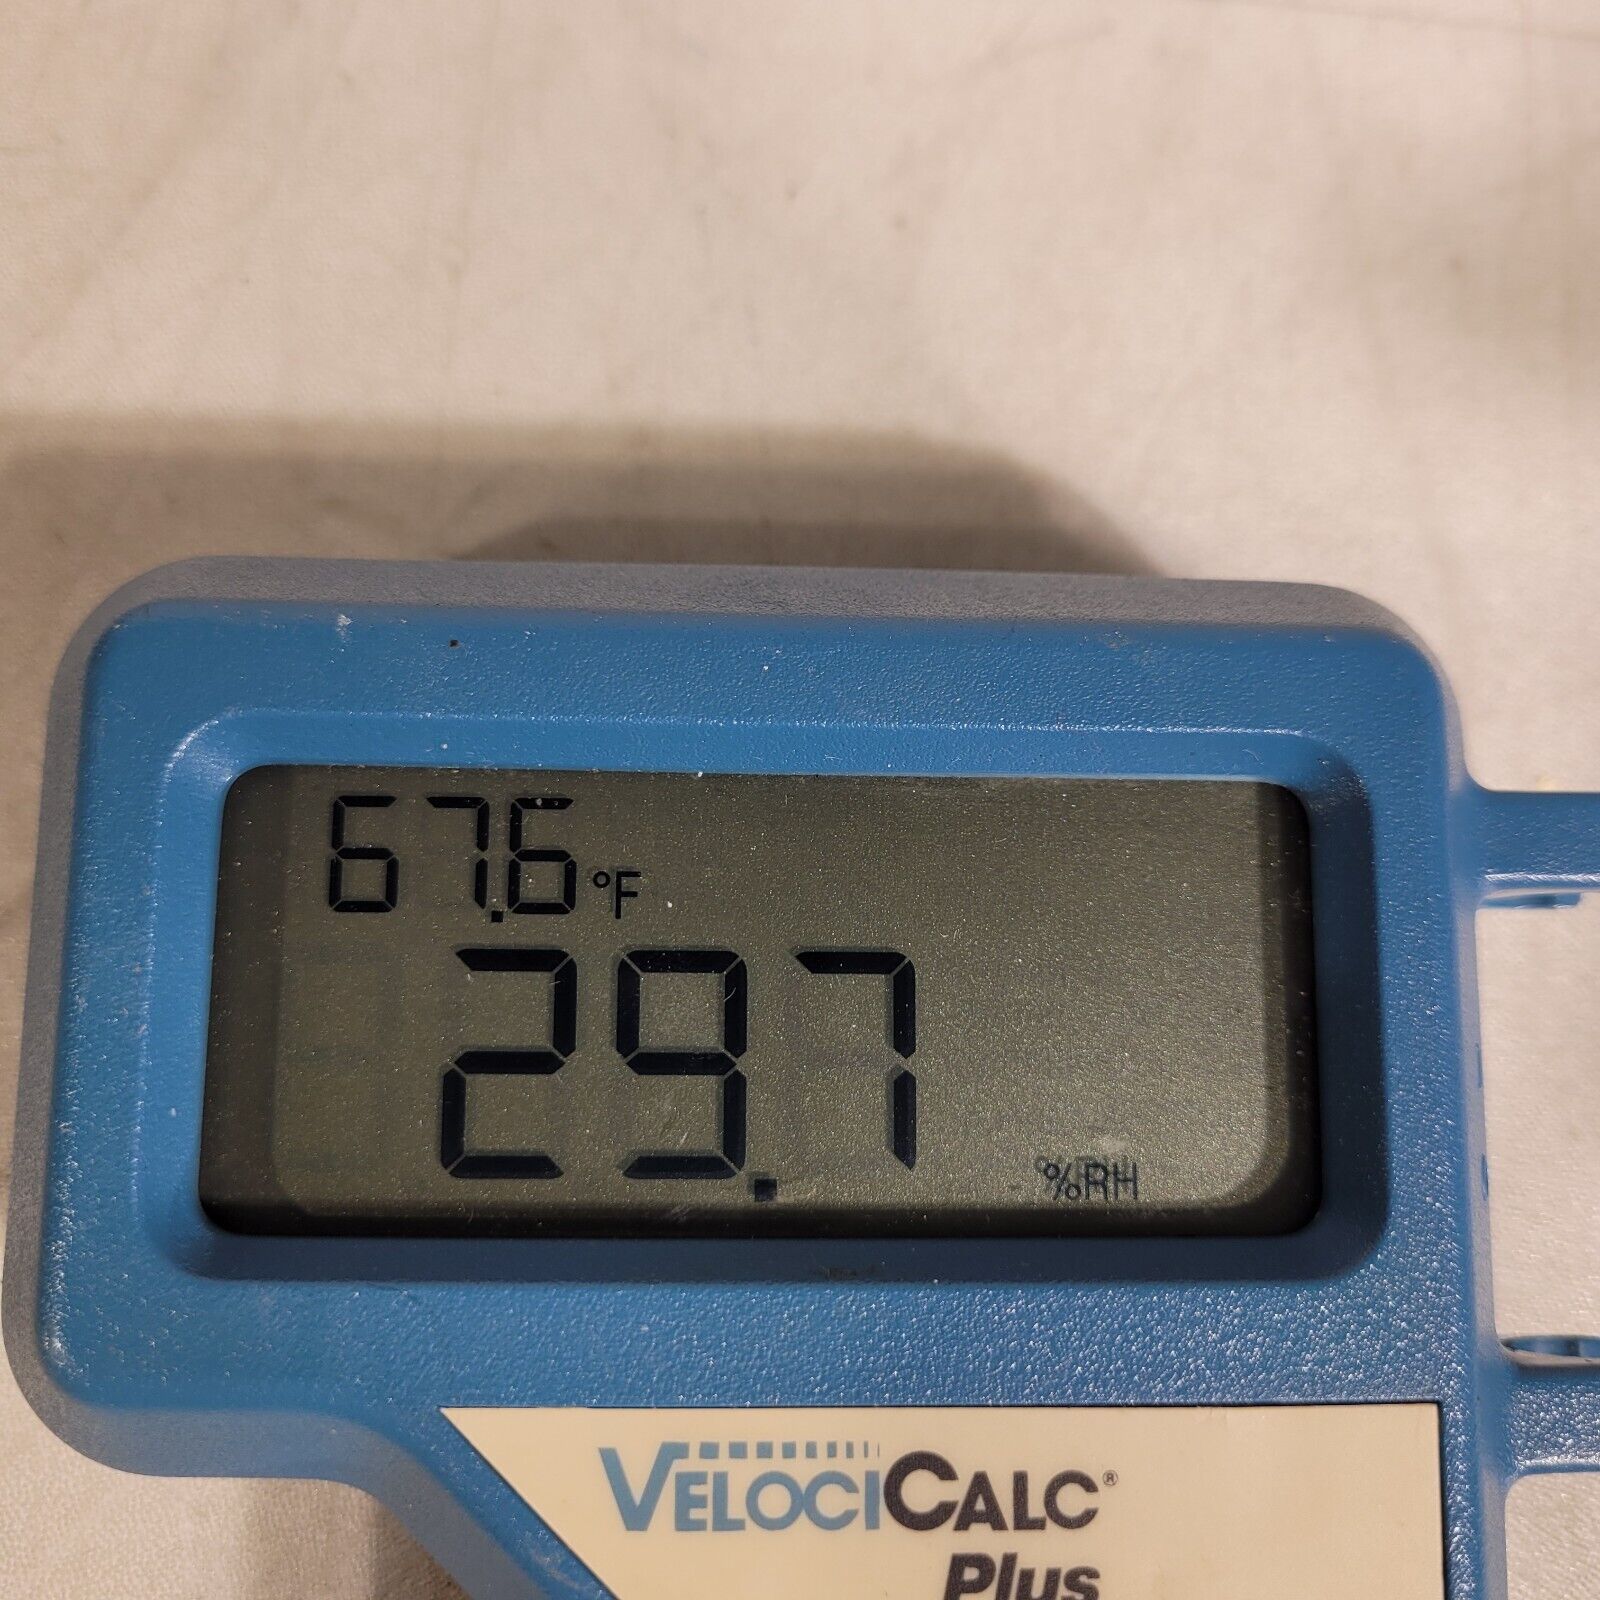 67.6 °F
29.7 %RH
VELOCICALC®
Plus